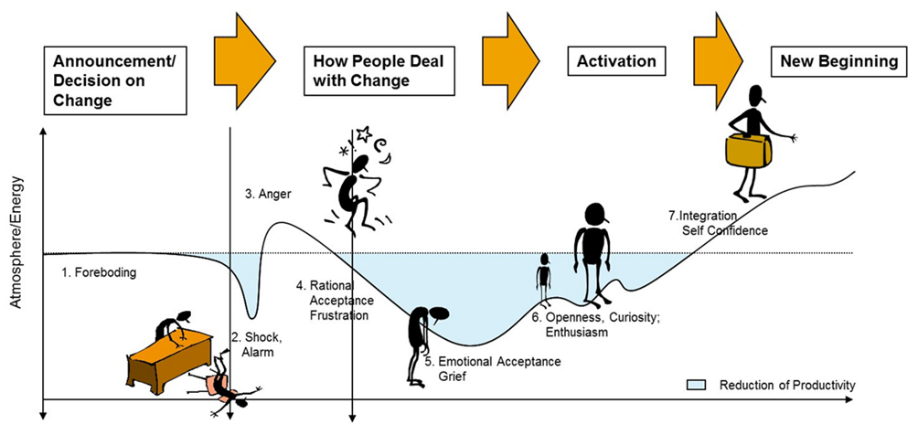 Announcement/
Decision on
Change
How People Deal
with Change
Activation
New Beginning
Atmosphere/Energy
1. Foreboding
2. Shock,
Alarm
3. Anger
4. Rational
Acceptance
Frustration
5. Emotional Acceptance
Grief
6. Openness, Curiosity;
Enthusiasm
7.Integration
Self Confidence
Reduction of Productivity